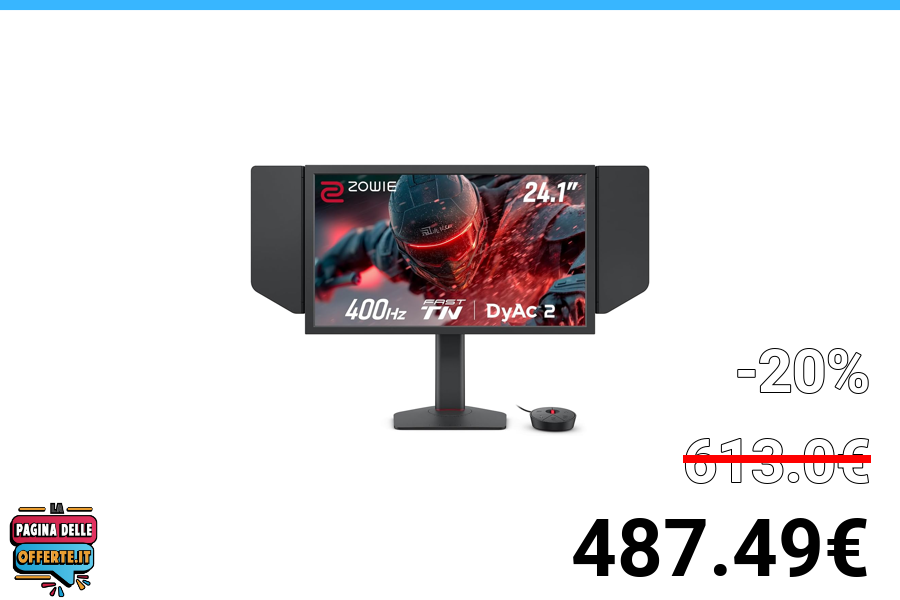 ZOWIE
24.1"
400Hz
FAST
TN
DyAc 2
-20%
613.0€
487.49€
LA
PAGINA DELLE
OFFERTE.IT